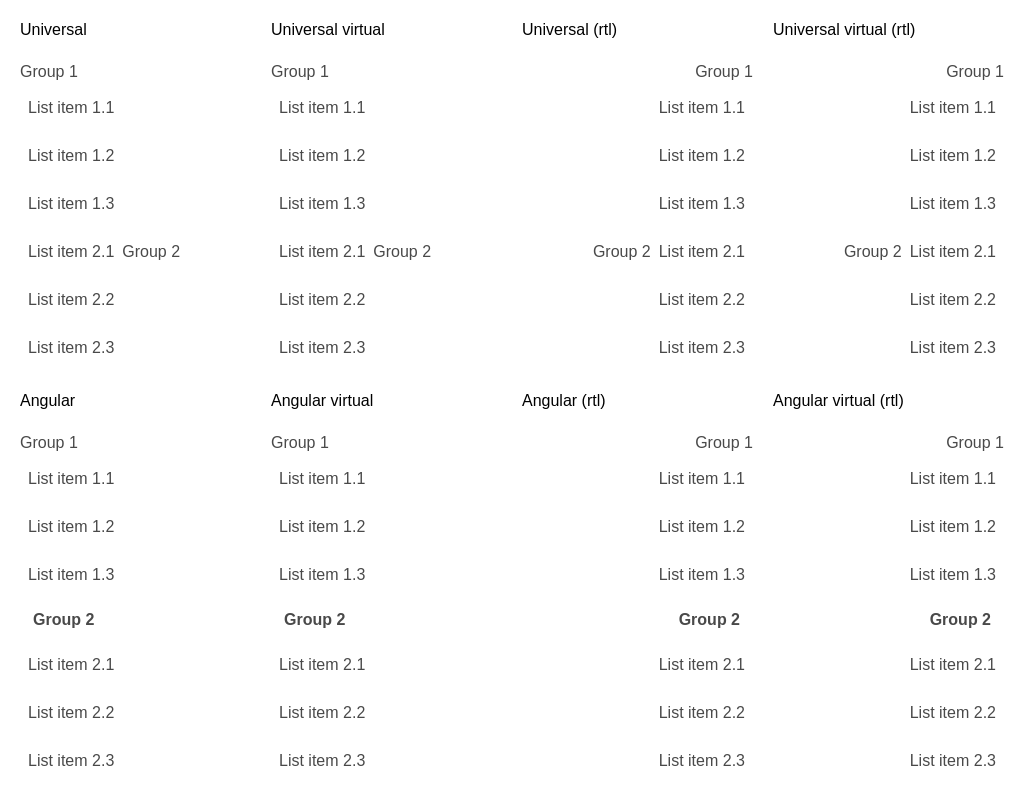 Universal Universal virtual Universal (rtl) Universal virtual (rtl)
Group 1 Group 1 Group 1 Group 1
List item 1.1 List item 1.1 List item 1.1 List item 1.1
List item 1.2 List item 1.2 List item 1.2 List item 1.2
List item 1.3 List item 1.3 List item 1.3 List item 1.3
List item 2.1 Group 2 List item 2.1 Group 2 Group 2 List item 2.1 Group 2 List item 2.1
List item 2.2 List item 2.2 List item 2.2 List item 2.2
List item 2.3 List item 2.3 List item 2.3 List item 2.3
Angular Angular virtual Angular (rtl) Angular virtual (rtl)
Group 1 Group 1 Group 1 Group 1
List item 1.1 List item 1.1 List item 1.1 List item 1.1
List item 1.2 List item 1.2 List item 1.2 List item 1.2
List item 1.3 List item 1.3 List item 1.3 List item 1.3
Group 2 Group 2 Group 2 Group 2
List item 2.1 List item 2.1 List item 2.1 List item 2.1
List item 2.2 List item 2.2 List item 2.2 List item 2.2
List item 2.3 List item 2.3 List item 2.3 List item 2.3